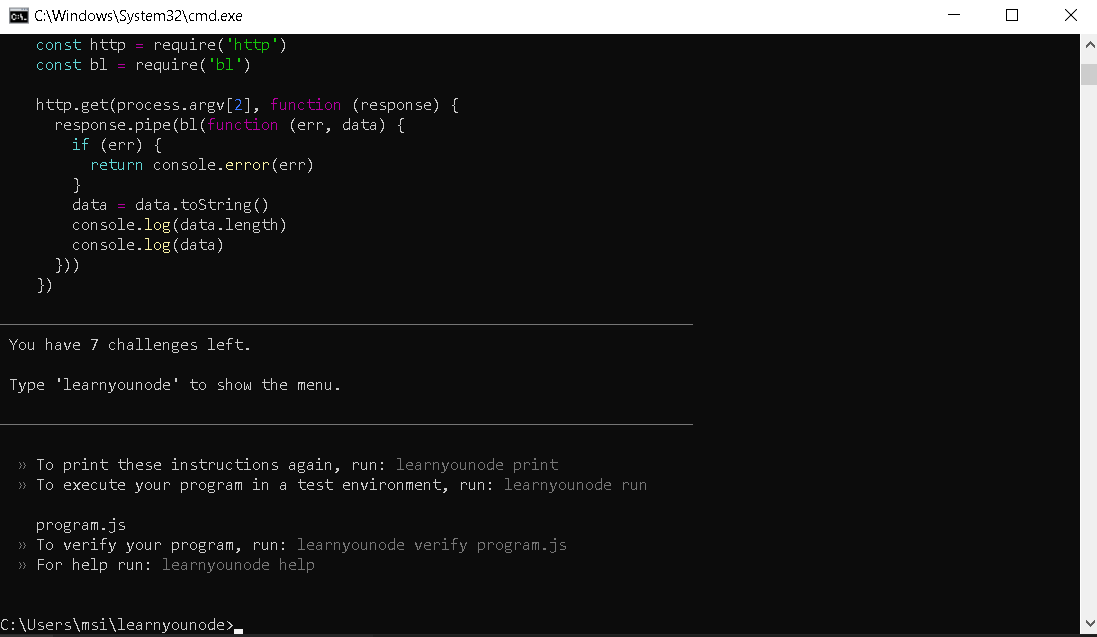 C:\Windows\System32\cmd.exe
const http = require('http')
const bl = require('bl')
http.get(process.argv[2], function (response) {
response.pipe(bl(function (err, data) {
if (err) {
return console.error(err)
}
data = data.toString()
console.log(data.length)
console.log(data)
}))
})
You have 7 challenges left.
Type 'learnyounode' to show the menu.
» To print these instructions again, run: learnyounode print
» To execute your program in a test environment, run: learnyounode run
program.js
» To verify your program, run: learnyounode verify program.js
» For help run: learnyounode help
C:\Users\msi\learnyounode>